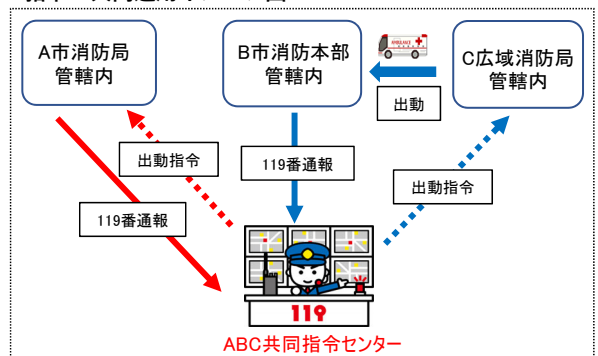 A市消防局
管轄内
B市消防本部
管轄内
AMBULANCE
C広域消防局
管轄内
出動
出動指令
119番通報
出動指令
119番通報
119
ABC共同指令センター